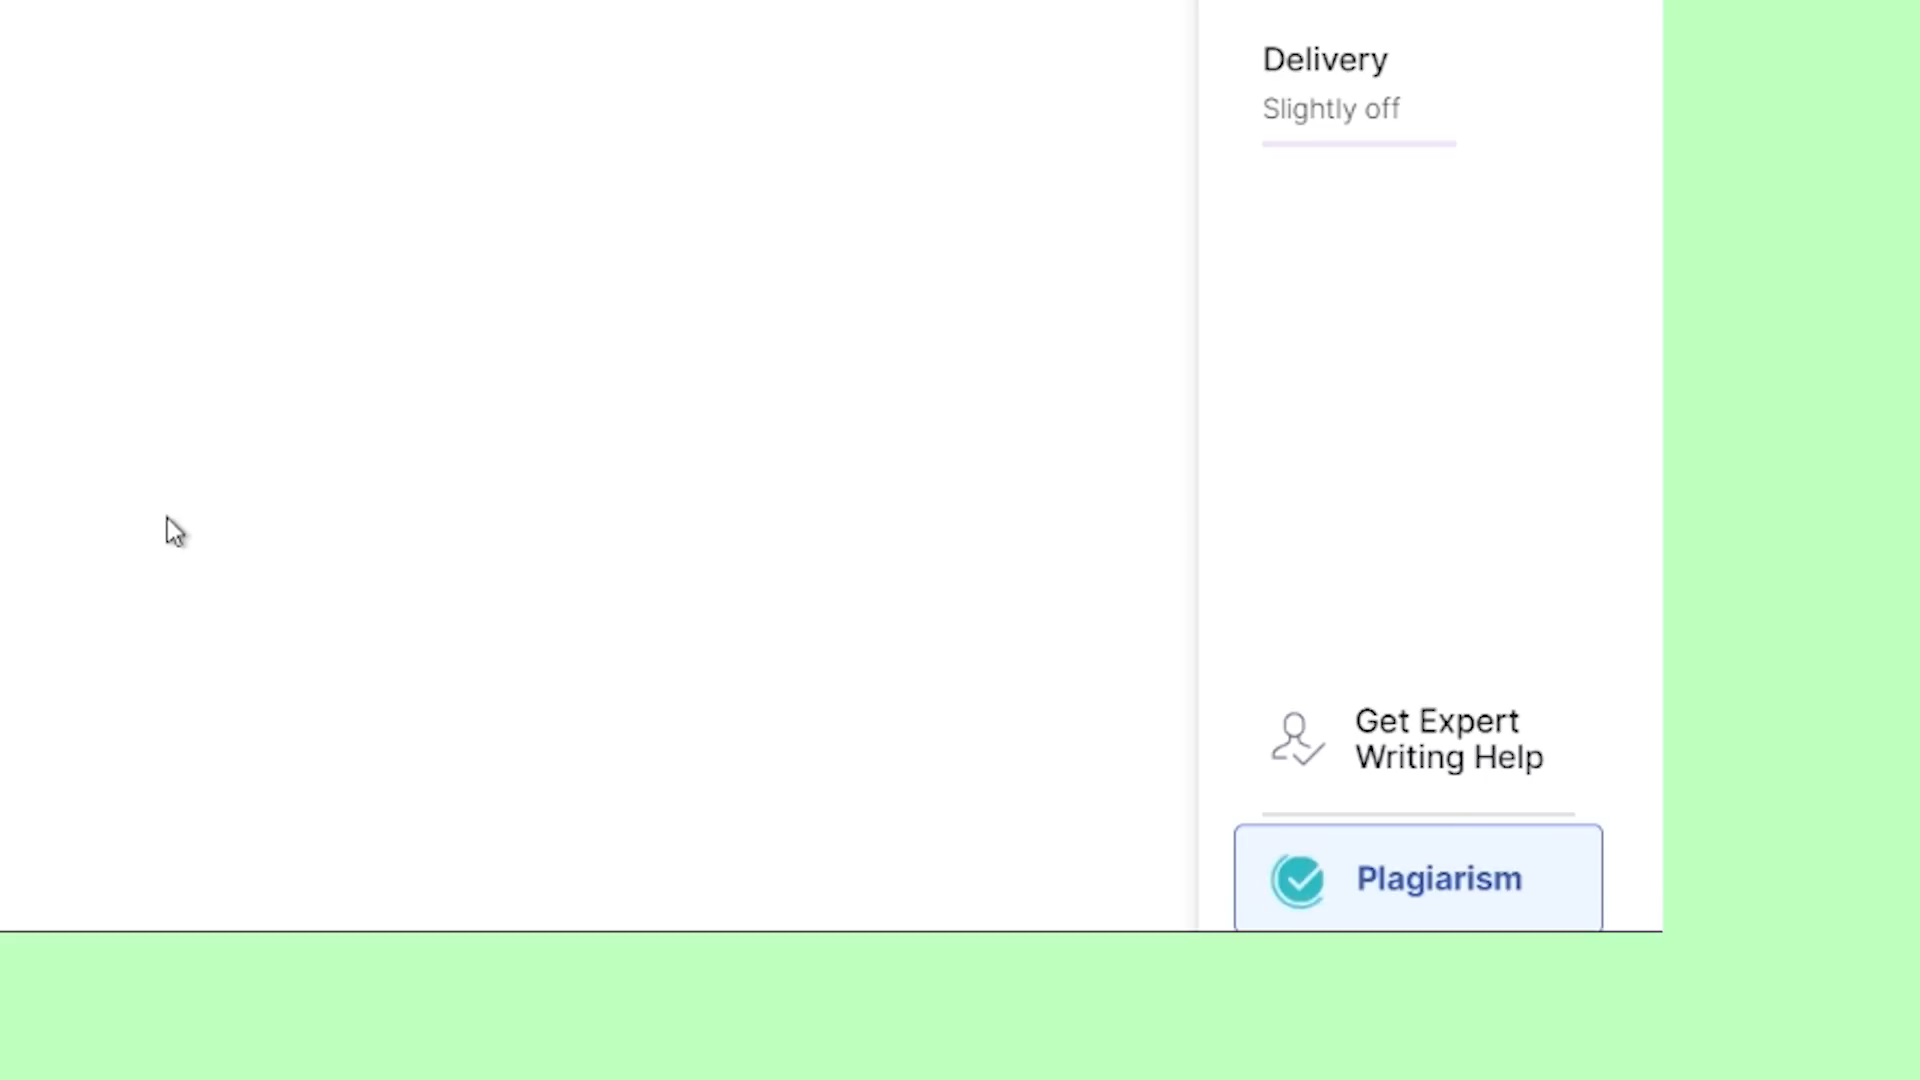 Delivery
Slightly off
Get Expert
Writing Help
Plagiarism